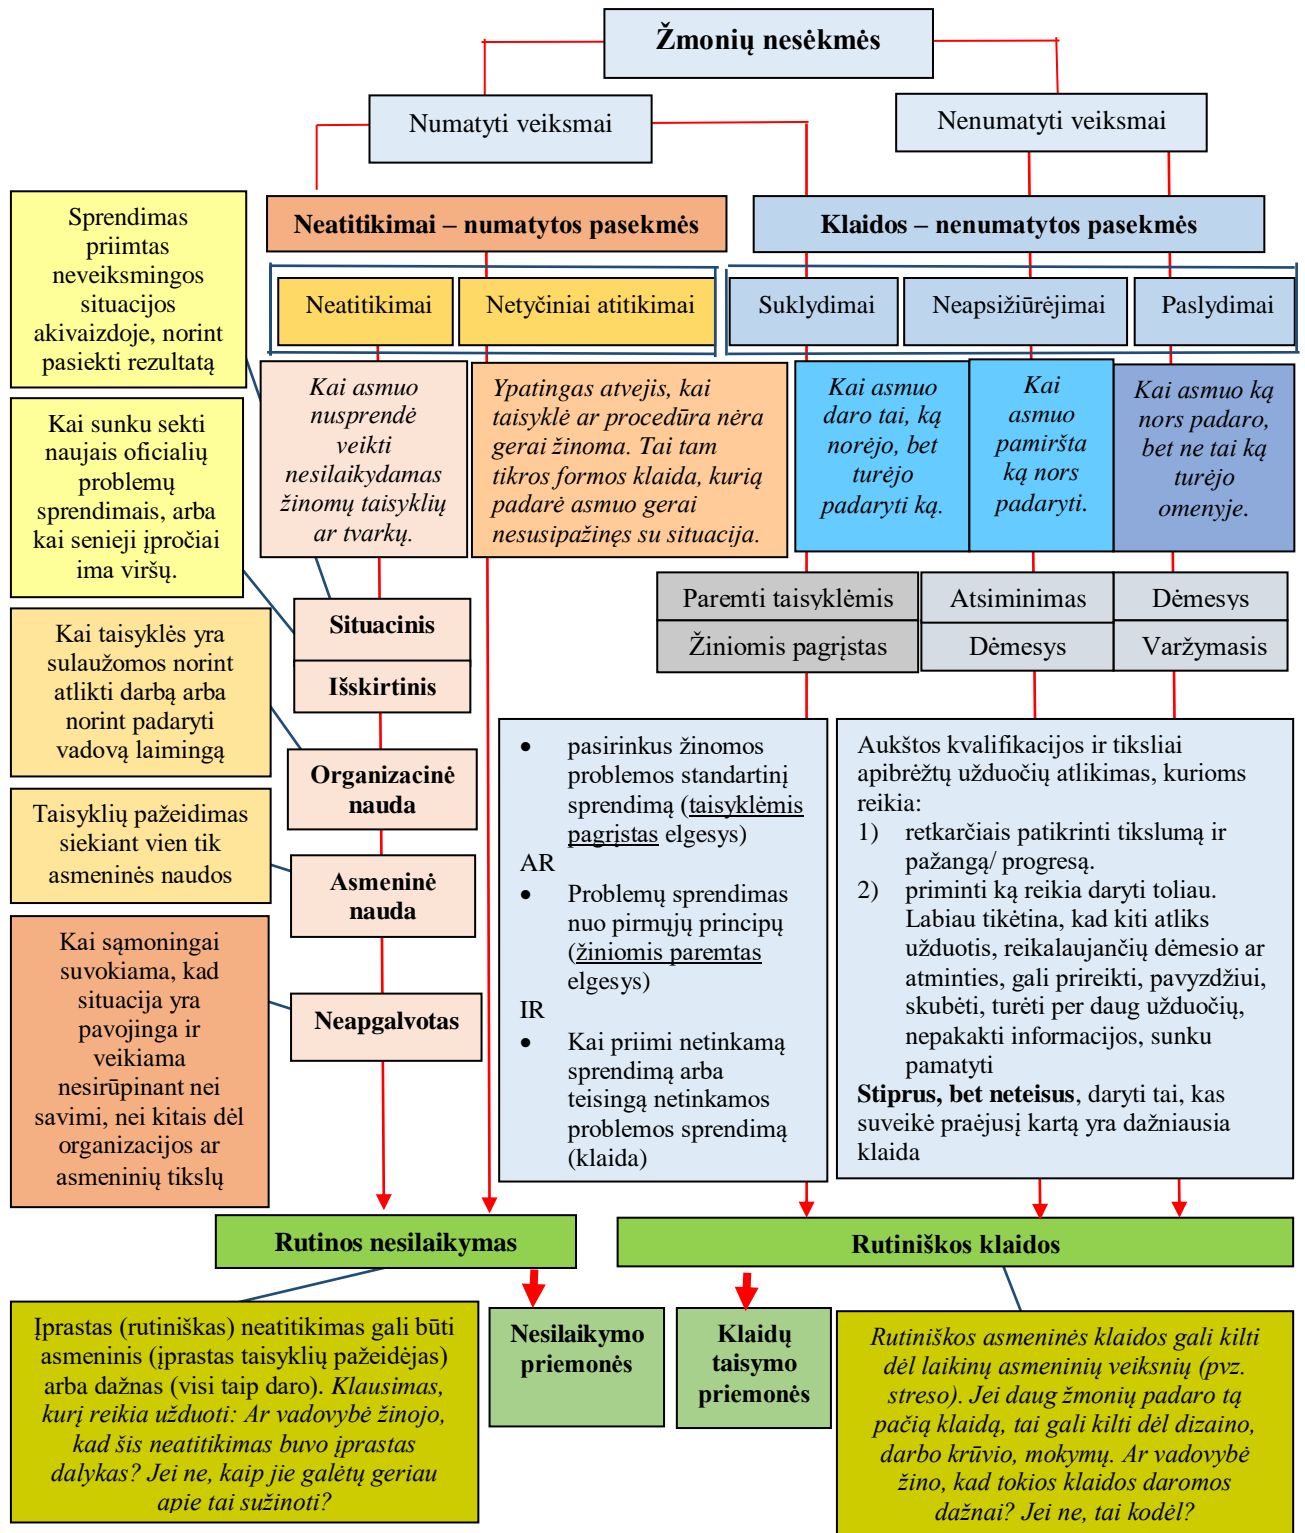 Žmonių nesėkmės
Numatyti veiksmai
Nenumatyti veiksmai
Neatitikimai – numatytos pasekmės
Klaidos – nenumatytos pasekmės
Neatitikimai
Netyčiniai atitikimai
Suklydimai
Neapsižiūrėjimai
Paslydimai
Sprendimas
priimtas
neveiksmingos
situacijos
akivaizdoje, norint
pasiekti rezultatą
Kai sunku sekti
naujais oficialių
problemų
sprendimais, arba
kai senieji įpročiai
ima viršų.
Kai taisyklės yra
sulaužomos norint
atlikti darbą arba
norint padaryti
vadovą laimingą
Taisyklių pažeidimas
siekiant vien tik
asmeninės naudos
Kai sąmoningai
suvokiama, kad
situacija yra
pavojinga ir
veikiama
nesirūpinant nei
savimi, nei kitais dėl
organizacijos ar
asmeninių tikslų
Kai asmuo
nusprendė
veikti
nesilaikydamas
žinomų taisyklių
ar tvarkų.
Ypatingas atvejis, kai
taisyklė ar procedūra nėra
gerai žinoma. Tai tam
tikros formos klaida, kurią
padarė asmuo gerai
nesusipažinęs su situacija.
Kai asmuo
daro tai, ką
norėjo, bet
turėjo
padaryti ką.
Kai
asmuo
pamiršta
ką nors
padaryti.
Kai asmuo ką
nors padaro,
bet ne tai ką
turėjo
omenyje.
Situacinis
Išskirtinis
Organizacinė
nauda
Asmeninė
nauda
Neapgalvotas
Paremti taisyklėmis
Atsiminimas
Dėmesys
Žiniomis pagrįstas
Dėmesys
Varžymasis
• pasirinkus žinomos
problemos standartinį
sprendimą (taisyklėmis
pagrįstas elgesys)
AR
• Problemų sprendimas
nuo pirmųjų principų
(žiniomis paremtas
elgesys)
IR
• Kai priimi netinkamą
sprendimą arba
teisingą netinkamos
problemos sprendimą
(klaida)
Aukštos kvalifikacijos ir tiksliai
apibrėžtų užduočių atlikimas, kurioms
reikia:
1) retkarčiais patikrinti tikslumą ir
pažangą/ progresą.
2) priminti ką reikia daryti toliau.
Labiau tikėtina, kad kiti atliks
užduotis, reikalaujančių dėmesio ar
atminties, gali prireikti, pavyzdžiui,
skubėti, turėti per daug užduočių,
nepakakti informacijos, sunku
pamatyti
Stiprus, bet neteisus, daryti tai, kas
suveikė praėjusį kartą yra dažniausia
klaida
Rutinos nesilaikymas
Rutiniškos klaidos
Įprastas (rutiniškas) neatitikimas gali būti
asmeninis (įprastas taisyklių pažeidėjas)
arba dažnas (visi taip daro). Klausimas,
kurį reikia užduoti: Ar vadovybė žinojo,
kad šis neatitikimas buvo įprastas
dalykas? Jei ne, kaip jie galėtų geriau
apie tai sužinoti?
Nesilaikymo
priemonės
Klaidų
taisymo
priemonės
Rutiniškos asmeninės klaidos gali kilti
dėl laikinų asmeninių veiksnių (pvz.
streso). Jei daug žmonių padaro tą
pačią klaidą, tai gali kilti dėl dizaino,
darbo krūvio, mokymų. Ar vadovybė
žino, kad tokios klaidos daromos
dažnai? Jei ne, tai kodėl?